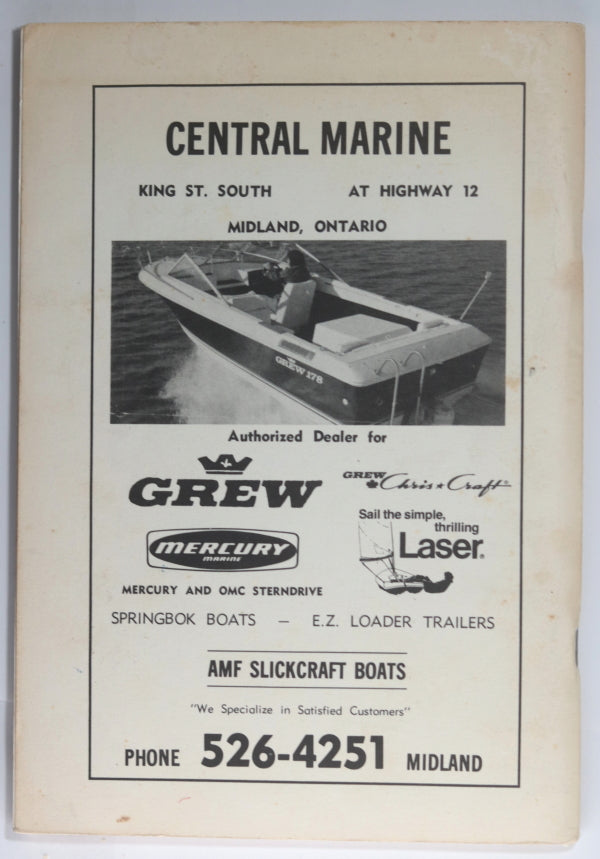 CENTRAL MARINE
KING ST. SOUTH AT HIGHWAY 12
MIDLAND, ONTARIO
GREW 178
Authorized Dealer for
GREW
GREW Chris★Craft®
MERCURY
MARINE
Sail the simple,
thrilling
Laser®
MERCURY AND OMC STERNDRIVE
SPRINGBOK BOATS — E.Z. LOADER TRAILERS
AMF SLICKCRAFT BOATS
"We Specialize in Satisfied Customers"
PHONE 526-4251 MIDLAND